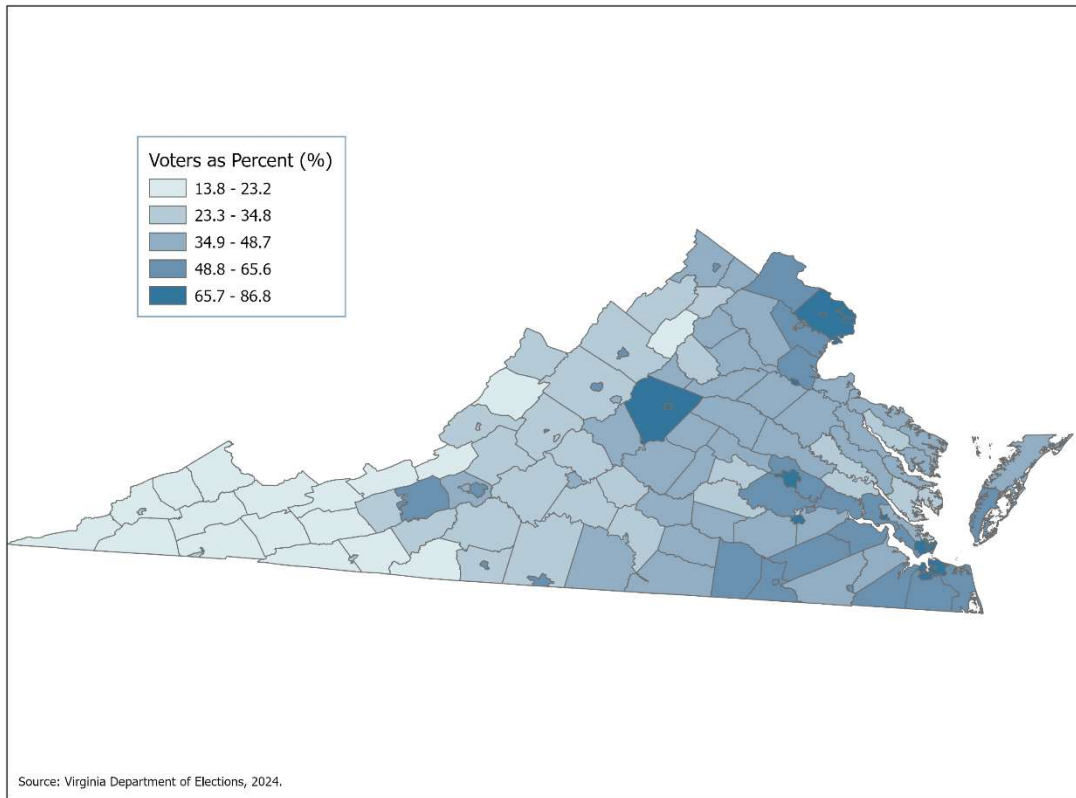 Voters as Percent (%)
13.8 - 23.2
23.3 - 34.8
34.9 - 48.7
48.8 - 65.6
65.7 - 86.8
Source: Virginia Department of Elections, 2024.